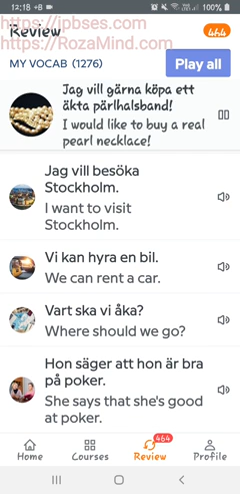 12:18 +B
100%
https://jpbses.com
Review
464
https://RozaMind.com
MY VOCAB (1276)
Play all
Jag vill gärna köpa ett
äkta pärlhalsband!
I would like to buy a real
pearl necklace!
Jag vill besöka
Stockholm.
I want to visit
Stockholm.
Vi kan hyra en bil.
We can rent a car.
Vart ska vi åka?
Where should we go?
Hon säger att hon är bra
på poker.
She says that she's good
at poker.
464
Home
Courses
Review
Profile